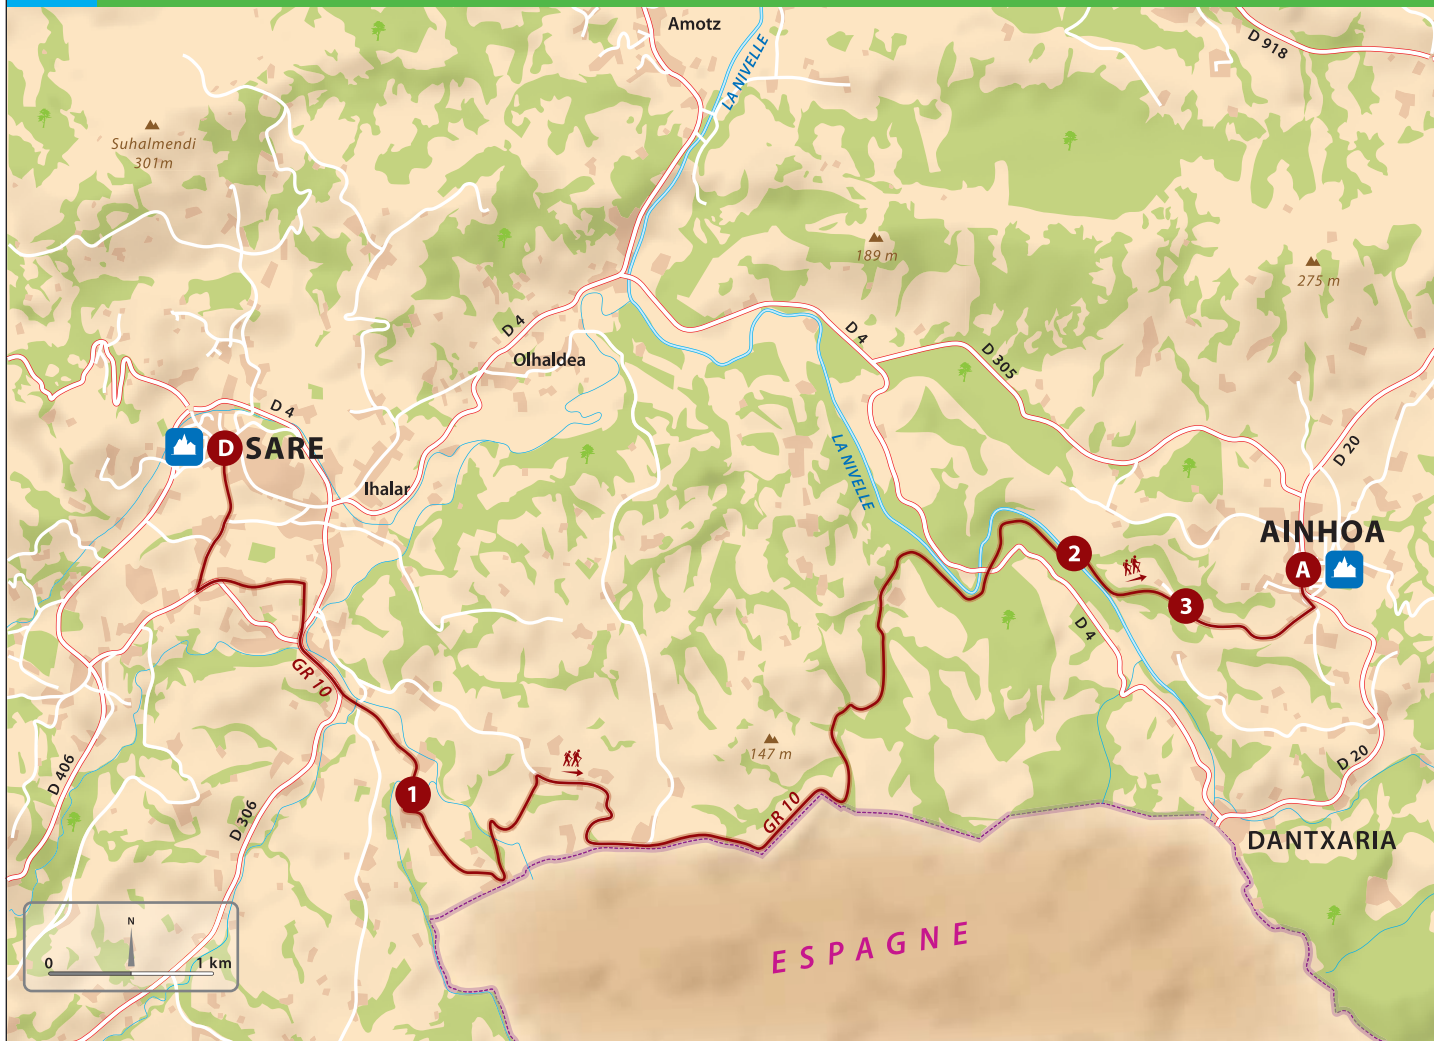 Amotz
LA NIVELLE
D 918
Suhalmendi
301m
189 m
275 m
D 4
Olhaldea
D 4
D 305
D 4
D
SARE
Ihalar
LA NIVELLE
D 20
AINHOA
A
2
3
D 4
GR 10
D 406
D 306
1
147 m
GR 10
D 20
DANTXARIA
ESPAGNE
N
0
1 km